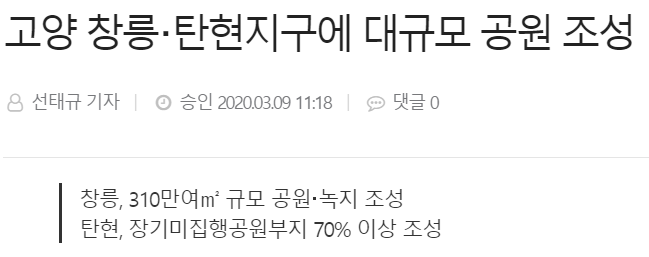 고양 창릉·탄현지구에 대규모 공원 조성
선태규 기자 | 승인 2020.03.09 11:18 | 댓글 0
창릉, 310만여㎡ 규모 공원·녹지 조성
탄현, 장기미집행공원부지 70% 이상 조성